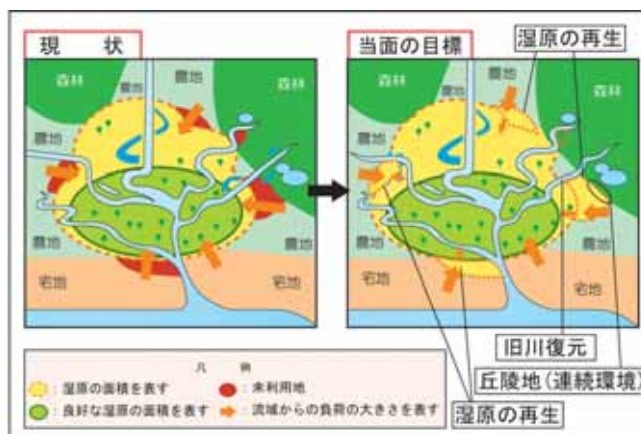 現 状
森林
農地
森林
農地
農地
農地
農地
宅地
宅地
当面の目標
湿原の再生
森林
農地
森林
農地
農地
農地
農地
宅地
宅地
旧川復元
丘陵地(連続環境)
湿原の再生
凡 例
:湿原の面積を表す
:未利用地
:良好な湿原の面積を表す
:流域からの負荷の大きさを表す